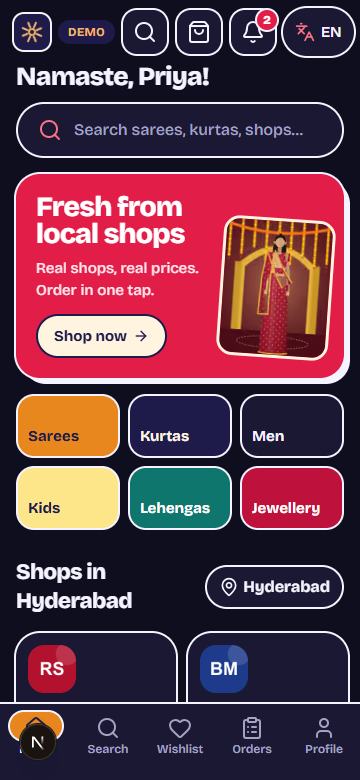 DEMO
2
EN
Namaste, Priya!
Search sarees, kurtas, shops...
Fresh from
local shops
Real shops, real prices.
Order in one tap.
Shop now →
Sarees
Kurtas
Men
Kids
Lehengas
Jewellery
Shops in
Hyderabad
Hyderabad
RS
BM
N
Search
Wishlist
Orders
Profile